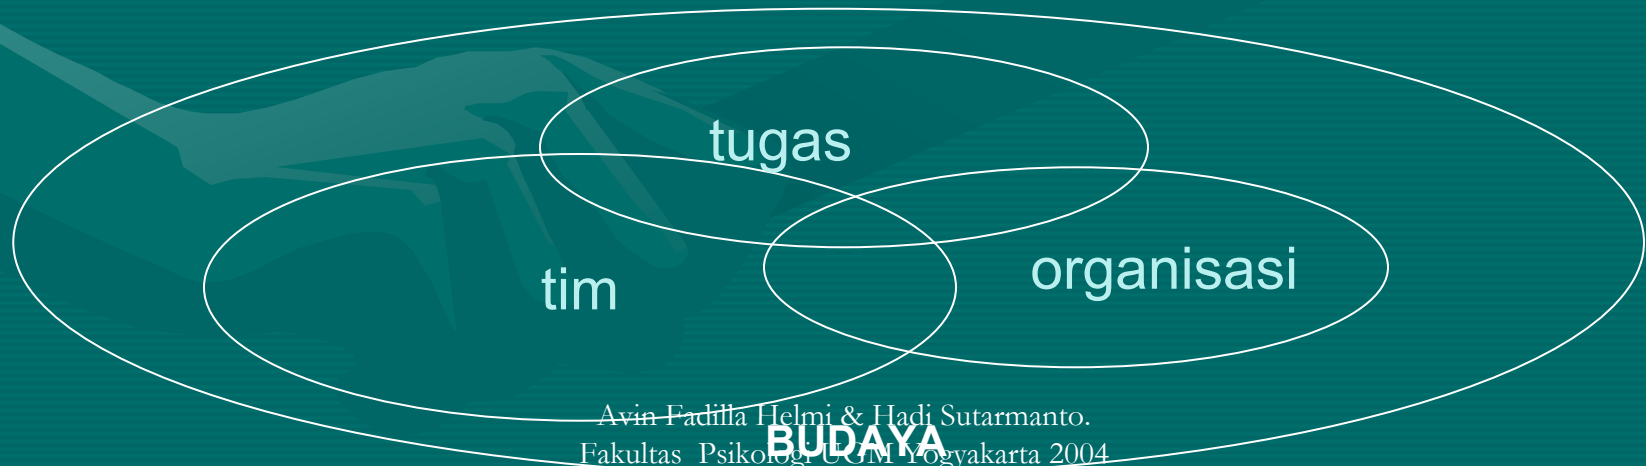 tugas
organisasi
tim
Avin Fadilla Helmi & Hadi Sutarmanto.
BUDAYA
Fakultas Psikologi UGM Yogyakarta 2004